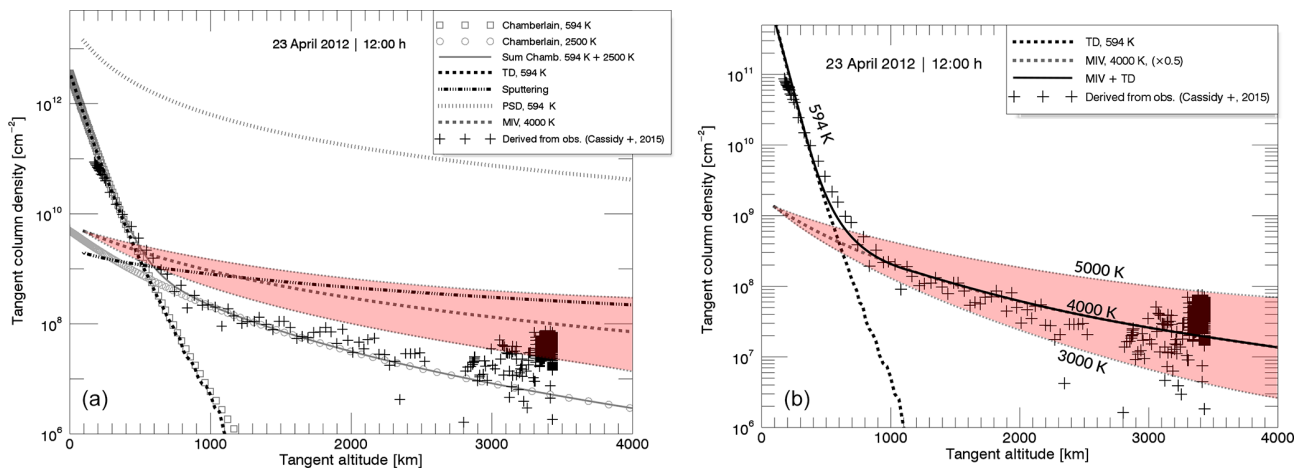 Chamberlain, 594 K
Chamberlain, 2500 K
Sum Chamb. 594 K + 2500 K
TD, 594 K
Sputtering
PSD, 594 K
MIV, 4000 K
Derived from obs. (Cassidy +, 2015)
23 April 2012 | 12:00 h
Tangent column density [cm⁻²]
10¹²
10¹⁰
10⁸
10⁶
0
1000
2000
3000
4000
Tangent altitude [km]
(a)
TD, 594 K
MIV, 4000 K, (×0.5)
MIV + TD
Derived from obs. (Cassidy +, 2015)
23 April 2012 | 12:00 h
594 K
5000 K
4000 K
3000 K
Tangent column density [cm⁻²]
10¹¹
10¹⁰
10⁹
10⁸
10⁷
10⁶
0
1000
2000
3000
4000
Tangent altitude [km]
(b)